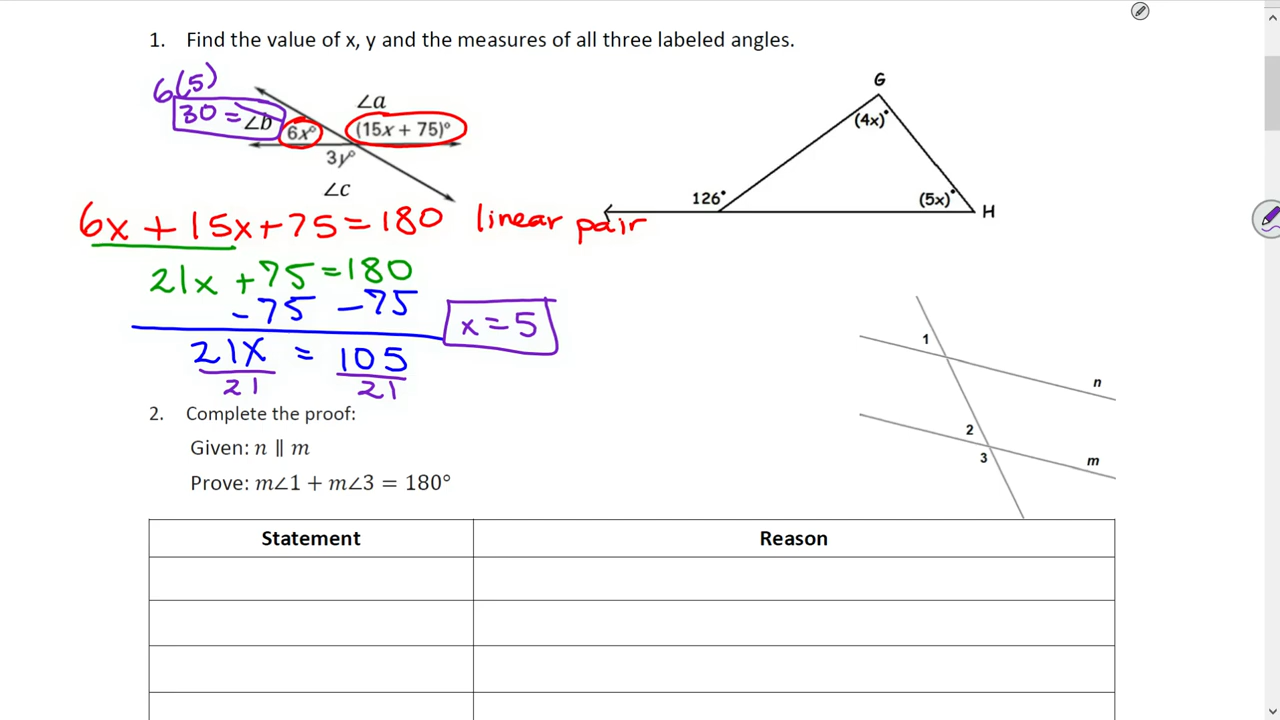 1. Find the value of x, y and the measures of all three labeled angles.
6(5)
30 = ∠b
∠a
6x°
(15x + 75)°
3y°
∠c
G
(4x)°
126°
(5x)°
H
6x + 15x + 75 = 180 linear pair
21x + 75 = 180
- 75 - 75
21x = 105
21 21
x = 5
1
n
2
3
m
2. Complete the proof:
Given: n ∥ m
Prove: m∠1 + m∠3 = 180°
Statement Reason